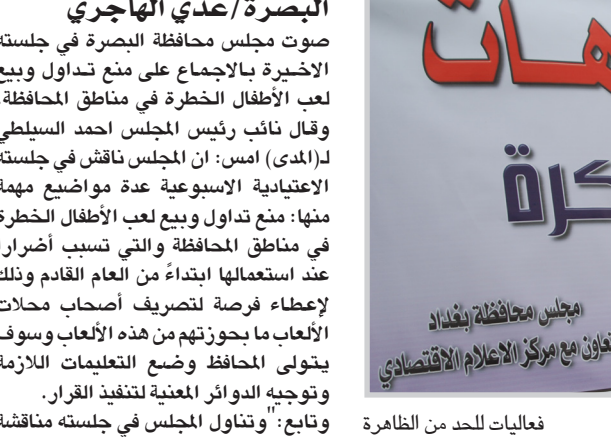 البصرة/عدي الهاجري
صوت مجلس محافظة البصرة في جلسته
الاخيرة بالاجماع على منع تداول وبيع
لعب الأطفال الخطرة في مناطق المحافظة.
وقال نائب رئيس المجلس احمد السيلطي
لـ(المدى) امس: ان المجلس ناقش في جلسته
الاعتيادية الاسبوعية عدة مواضيع مهمة
منها: منع تداول وبيع لعب الأطفال الخطرة
في مناطق المحافظة والتي تسبب أضرارا
عند استعمالها ابتداءً من العام القادم وذلك
لإعطاء فرصة لتصريف أصحاب محلات
الألعاب ما بحوزتهم من هذه الألعاب وسوف
يتولى المحافظ وضع التعليمات اللازمة
وتوجيه الدوائر المعنية لتنفيذ القرار.
وتابع:"وتناول المجلس في جلسته مناقشة
مجلس محافظة بغداد
مع مركز الاعلام الاقتصادي
فعاليات للحد من الظاهرة